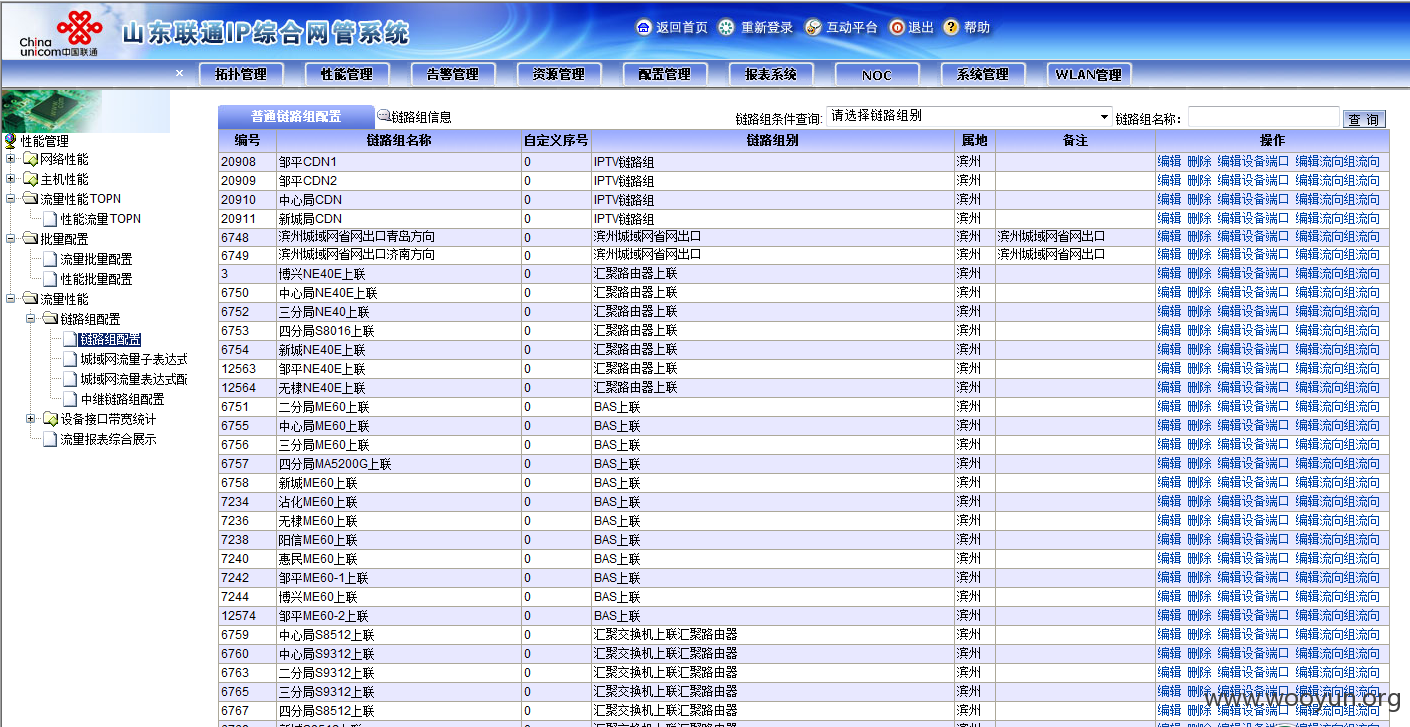 China unicom中国联通
山东联通IP综合网管系统
返回首页 重新登录 互动平台 退出 帮助
× 拓扑管理 性能管理 告警管理 资源管理 配置管理 报表系统 NOC 系统管理 WLAN管理
性能管理
网络性能
主机性能
流量性能TOPN
性能流量TOPN
批量配置
流量批量配置
性能批量配置
流量性能
链路组配置
链路组配置
城域网流量子表达式
城域网流量表达式配
中继链路组配置
设备接口带宽统计
流量报表综合展示
普通链路组配置 链路组信息 链路组条件查询: 请选择链路组别 链路组名称: 查 询
编号 链路组名称 自定义序号 链路组别 属地 备注 操作
20908 邹平CDN1 0 IPTV链路组 滨州 编辑 删除 编辑设备端口 编辑流向组流向
20909 邹平CDN2 0 IPTV链路组 滨州 编辑 删除 编辑设备端口 编辑流向组流向
20910 中心局CDN 0 IPTV链路组 滨州 编辑 删除 编辑设备端口 编辑流向组流向
20911 新城局CDN 0 IPTV链路组 滨州 编辑 删除 编辑设备端口 编辑流向组流向
6748 滨州城域网省网出口青岛方向 0 滨州城域网省网出口 滨州 滨州城域网省网出口 编辑 删除 编辑设备端口 编辑流向组流向
6749 滨州城域网省网出口济南方向 0 滨州城域网省网出口 滨州 滨州城域网省网出口 编辑 删除 编辑设备端口 编辑流向组流向
3 博兴NE40E上联 0 汇聚路由器上联 滨州 编辑 删除 编辑设备端口 编辑流向组流向
6750 中心局NE40E上联 0 汇聚路由器上联 滨州 编辑 删除 编辑设备端口 编辑流向组流向
6752 三分局NE40上联 0 汇聚路由器上联 滨州 编辑 删除 编辑设备端口 编辑流向组流向
6753 四分局S8016上联 0 汇聚路由器上联 滨州 编辑 删除 编辑设备端口 编辑流向组流向
6754 新城NE40E上联 0 汇聚路由器上联 滨州 编辑 删除 编辑设备端口 编辑流向组流向
12563 邹平NE40E上联 0 汇聚路由器上联 滨州 编辑 删除 编辑设备端口 编辑流向组流向
12564 无棣NE40E上联 0 汇聚路由器上联 滨州 编辑 删除 编辑设备端口 编辑流向组流向
6751 二分局ME60上联 0 BAS上联 滨州 编辑 删除 编辑设备端口 编辑流向组流向
6755 中心局ME60上联 0 BAS上联 滨州 编辑 删除 编辑设备端口 编辑流向组流向
6756 三分局ME60上联 0 BAS上联 滨州 编辑 删除 编辑设备端口 编辑流向组流向
6757 四分局MA5200G上联 0 BAS上联 滨州 编辑 删除 编辑设备端口 编辑流向组流向
6758 新城ME60上联 0 BAS上联 滨州 编辑 删除 编辑设备端口 编辑流向组流向
7234 沾化ME60上联 0 BAS上联 滨州 编辑 删除 编辑设备端口 编辑流向组流向
7236 无棣ME60上联 0 BAS上联 滨州 编辑 删除 编辑设备端口 编辑流向组流向
7238 阳信ME60上联 0 BAS上联 滨州 编辑 删除 编辑设备端口 编辑流向组流向
7240 惠民ME60上联 0 BAS上联 滨州 编辑 删除 编辑设备端口 编辑流向组流向
7242 邹平ME60-1上联 0 BAS上联 滨州 编辑 删除 编辑设备端口 编辑流向组流向
7244 博兴ME60上联 0 BAS上联 滨州 编辑 删除 编辑设备端口 编辑流向组流向
12574 邹平ME60-2上联 0 BAS上联 滨州 编辑 删除 编辑设备端口 编辑流向组流向
6759 中心局S8512上联 0 汇聚交换机上联汇聚路由器 滨州 编辑 删除 编辑设备端口 编辑流向组流向
6760 中心局S9312上联 0 汇聚交换机上联汇聚路由器 滨州 编辑 删除 编辑设备端口 编辑流向组流向
6763 二分局S9312上联 0 汇聚交换机上联汇聚路由器 滨州 编辑 删除 编辑设备端口 编辑流向组流向
6765 三分局S9312上联 0 汇聚交换机上联汇聚路由器 滨州 编辑 删除 编辑设备端口 编辑流向组流向
6767 四分局S8512上联 0 汇聚交换机上联汇聚路由器 滨州 编辑 删除 编辑设备端口 编辑流向组流向
www.wooyun.org